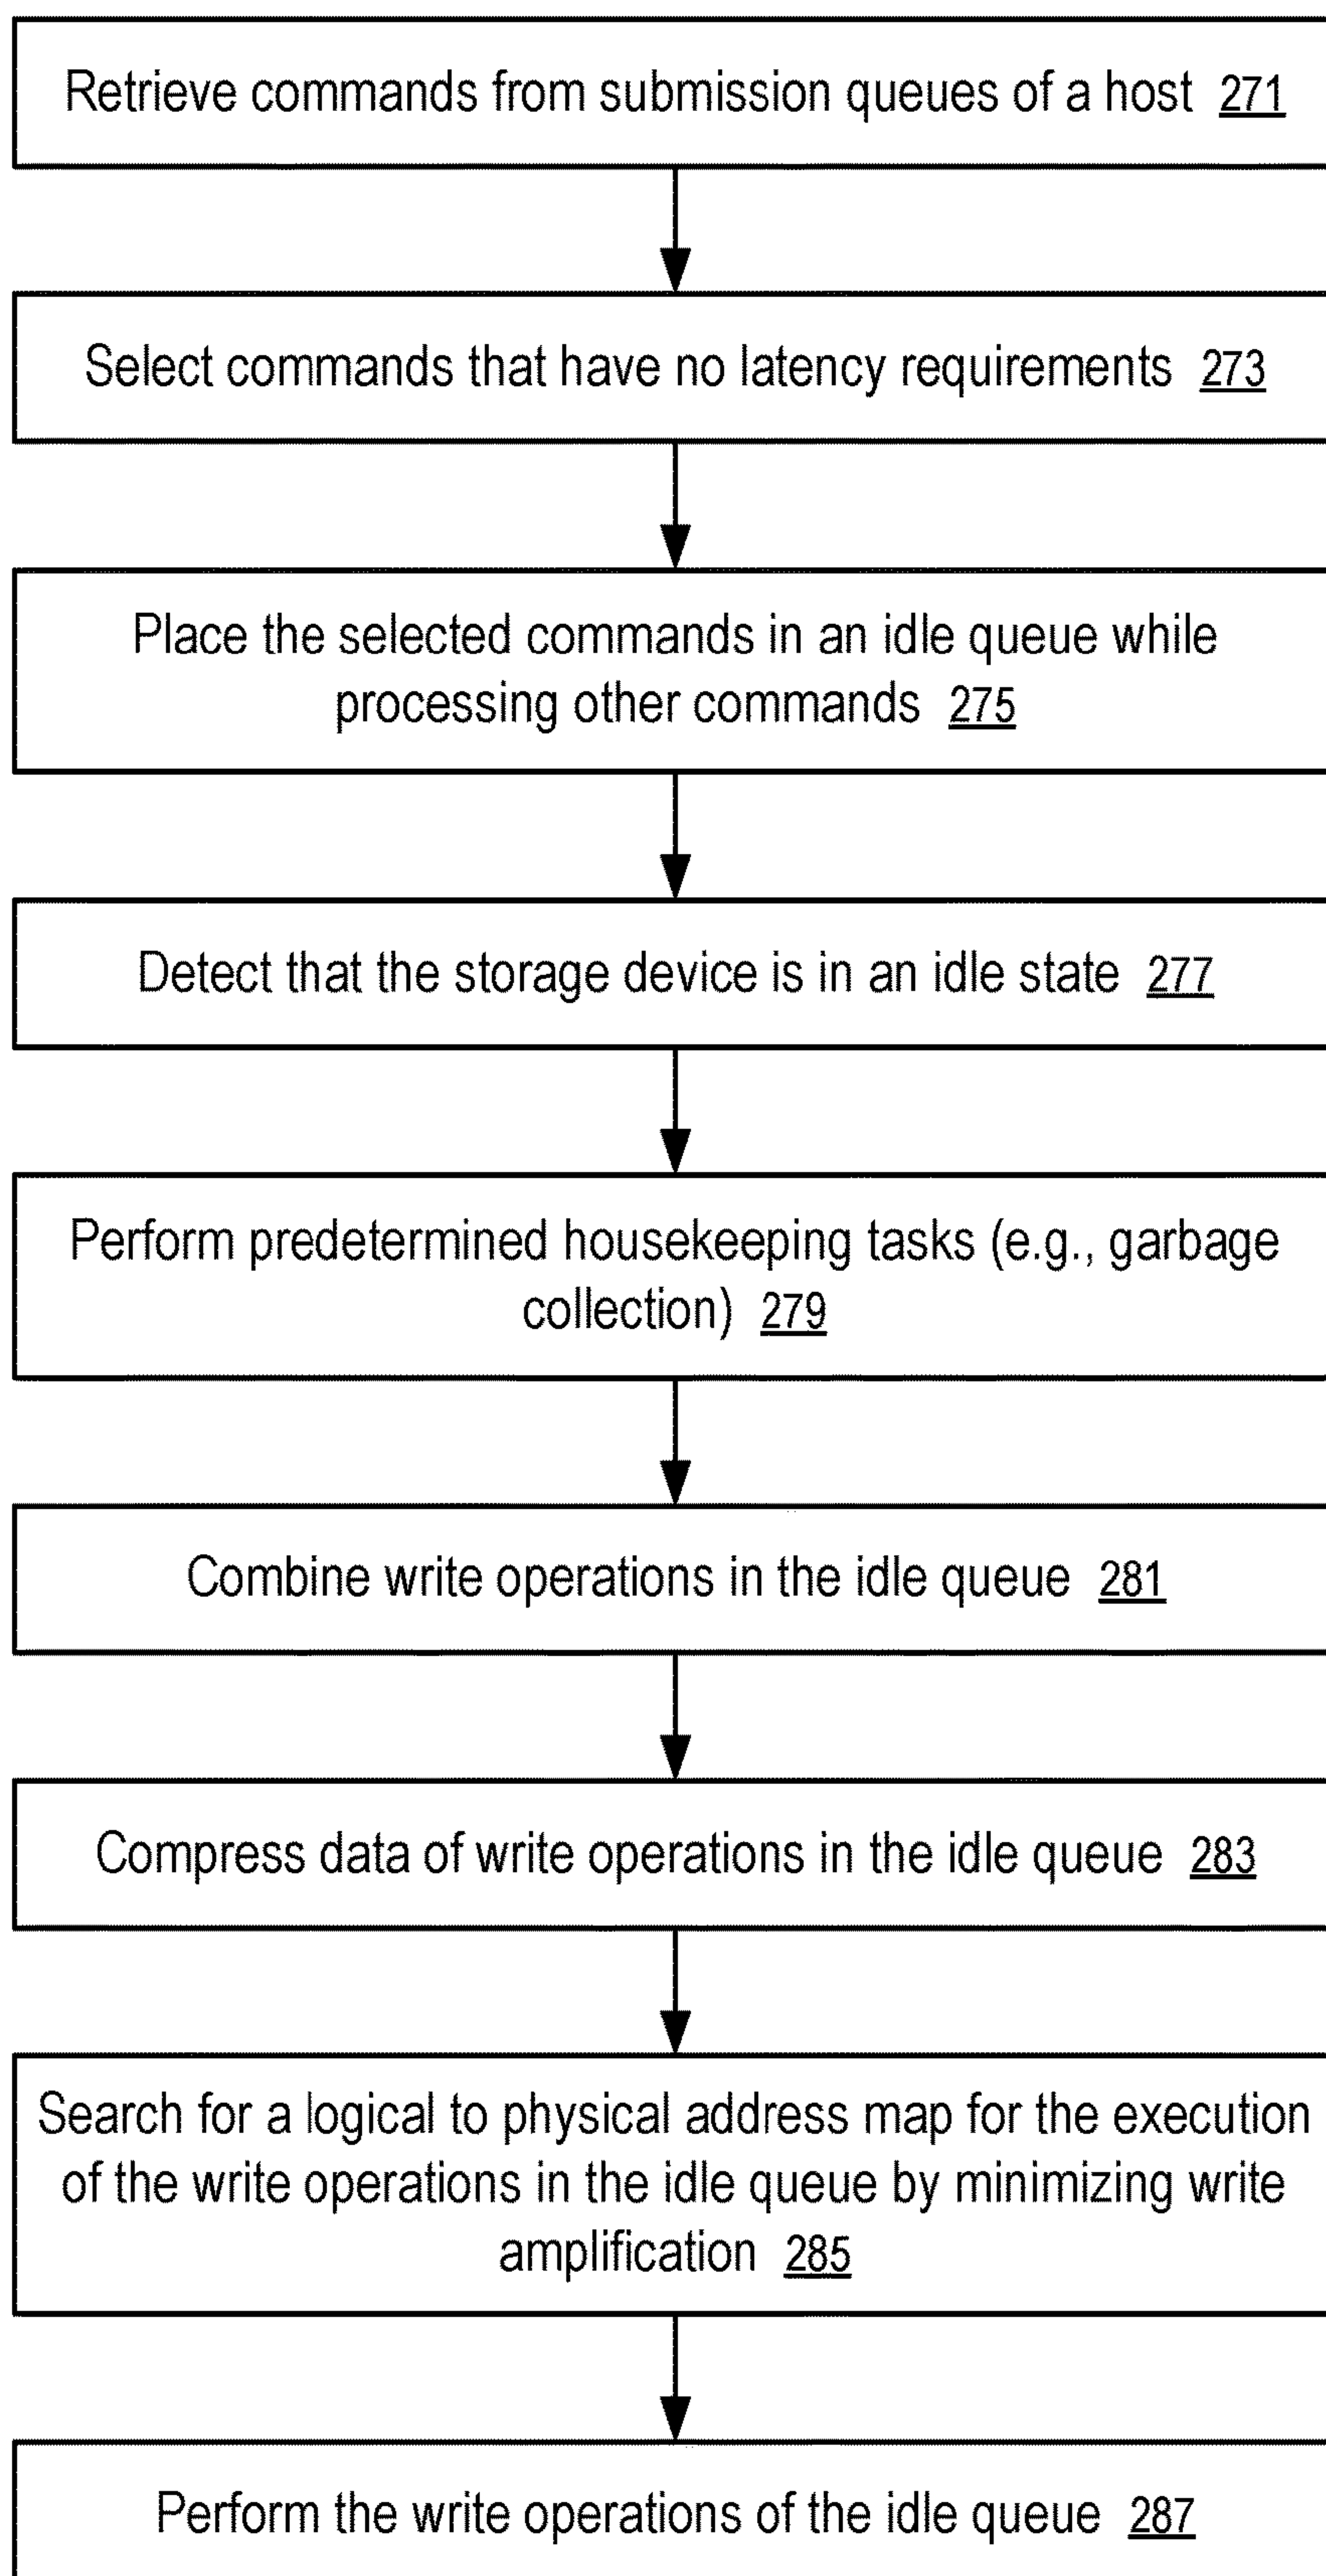 Retrieve commands from submission queues of a host 271
Select commands that have no latency requirements 273
Place the selected commands in an idle queue while
processing other commands 275
Detect that the storage device is in an idle state 277
Perform predetermined housekeeping tasks (e.g., garbage
collection) 279
Combine write operations in the idle queue 281
Compress data of write operations in the idle queue 283
Search for a logical to physical address map for the execution
of the write operations in the idle queue by minimizing write
amplification 285
Perform the write operations of the idle queue 287